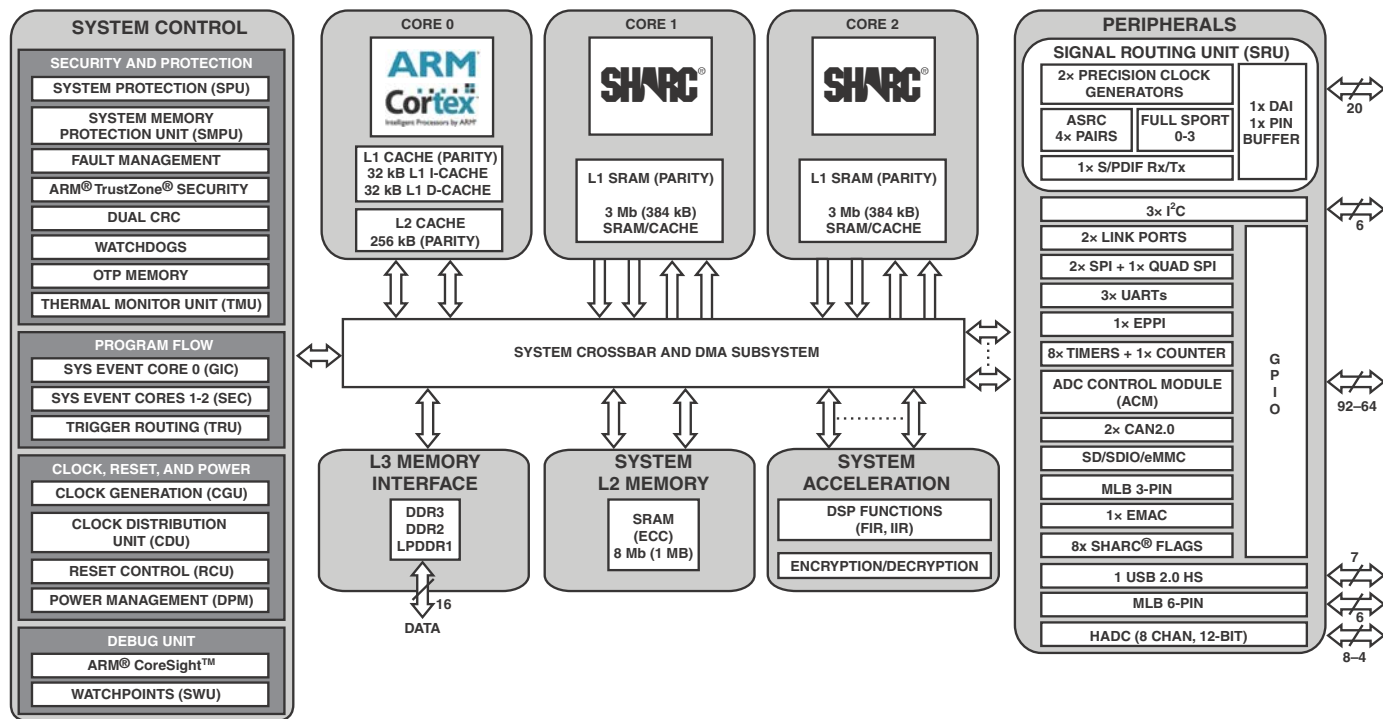 SYSTEM CONTROL
SECURITY AND PROTECTION
SYSTEM PROTECTION (SPU)
SYSTEM MEMORY
PROTECTION UNIT (SMPU)
FAULT MANAGEMENT
ARM® TrustZone® SECURITY
DUAL CRC
WATCHDOGS
OTP MEMORY
THERMAL MONITOR UNIT (TMU)
PROGRAM FLOW
SYS EVENT CORE 0 (GIC)
SYS EVENT CORES 1-2 (SEC)
TRIGGER ROUTING (TRU)
CLOCK, RESET, AND POWER
CLOCK GENERATION (CGU)
CLOCK DISTRIBUTION
UNIT (CDU)
RESET CONTROL (RCU)
POWER MANAGEMENT (DPM)
DEBUG UNIT
ARM® CoreSight™
WATCHPOINTS (SWU)
CORE 0
ARM
Cortex
Intelligent Processors by ARM®
L1 CACHE (PARITY)
32 kB L1 I-CACHE
32 kB L1 D-CACHE
L2 CACHE
256 kB (PARITY)
CORE 1
SHARC®
L1 SRAM (PARITY)
3 Mb (384 kB)
SRAM/CACHE
CORE 2
SHARC®
L1 SRAM (PARITY)
3 Mb (384 kB)
SRAM/CACHE
SYSTEM CROSSBAR AND DMA SUBSYSTEM
L3 MEMORY
INTERFACE
DDR3
DDR2
LPDDR1
16
DATA
SYSTEM
L2 MEMORY
SRAM
(ECC)
8 Mb (1 MB)
SYSTEM
ACCELERATION
DSP FUNCTIONS
(FIR, IIR)
ENCRYPTION/DECRYPTION
PERIPHERALS
SIGNAL ROUTING UNIT (SRU)
2× PRECISION CLOCK
GENERATORS
ASRC
4× PAIRS
FULL SPORT
0-3
1× S/PDIF Rx/Tx
1x DAI
1x PIN
BUFFER
20
3× I²C
6
2× LINK PORTS
2× SPI + 1× QUAD SPI
3× UARTs
1× EPPI
8× TIMERS + 1× COUNTER
ADC CONTROL MODULE
(ACM)
2× CAN2.0
SD/SDIO/eMMC
MLB 3-PIN
1× EMAC
8x SHARC® FLAGS
G
P
I
O
92–64
1 USB 2.0 HS
7
MLB 6-PIN
6
HADC (8 CHAN, 12-BIT)
8–4